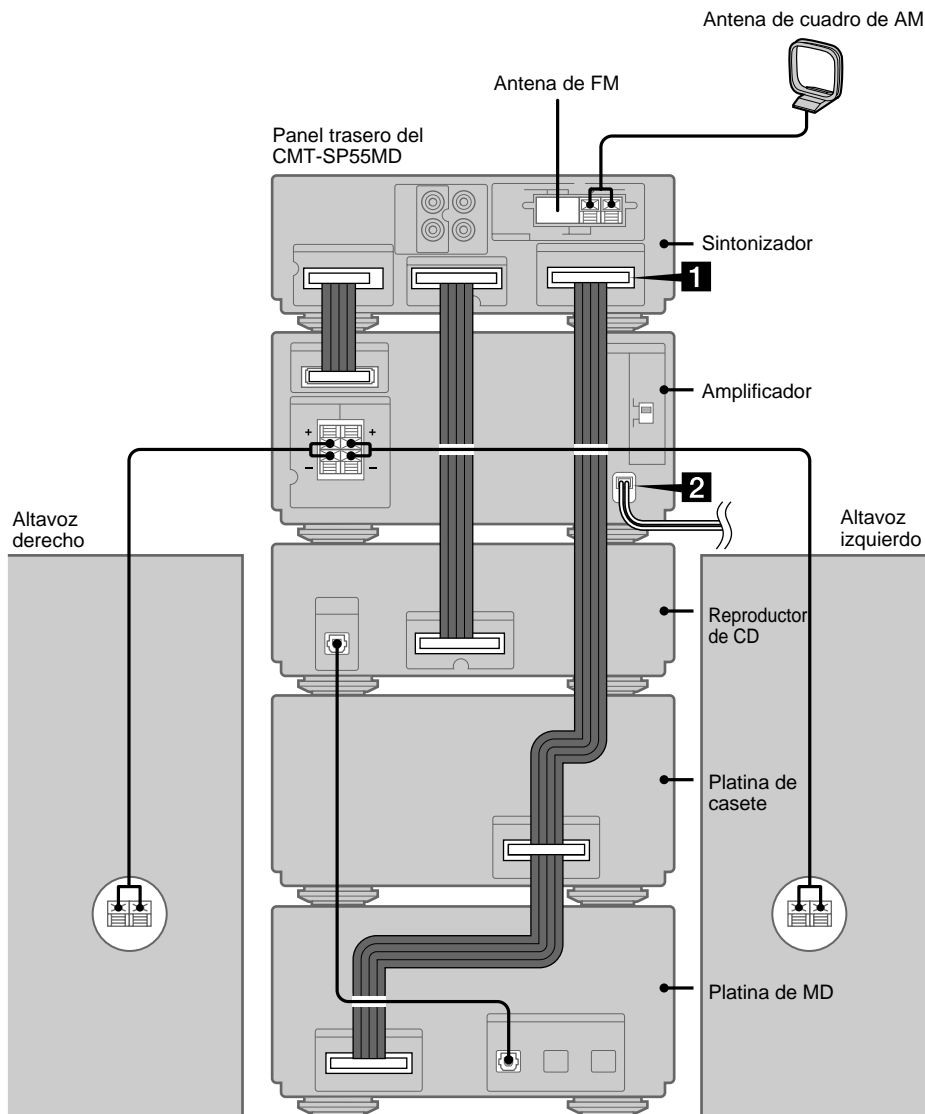 Antena de cuadro de AM
Antena de FM
Panel trasero del
CMT-SP55MD
Sintonizador
1
Amplificador
+ +
– –
2
Altavoz
derecho
Altavoz
izquierdo
Reproductor
de CD
Platina de
casete
Platina de MD